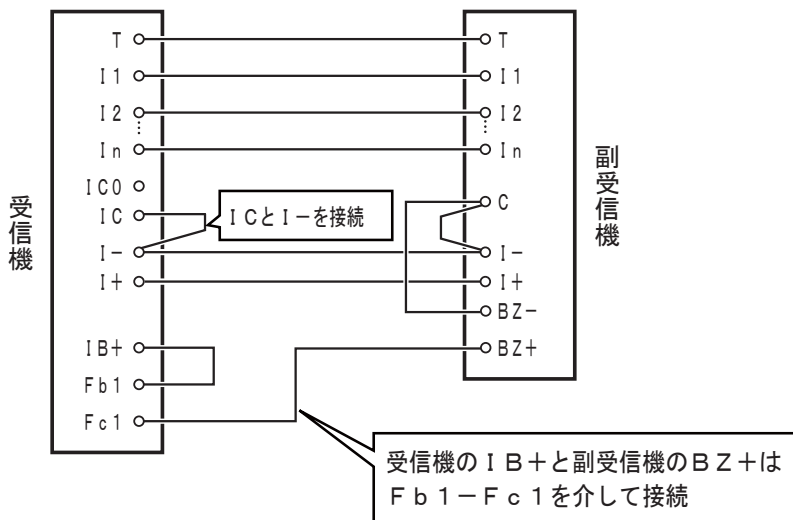 受信機
T
I1
I2
In
IC0
IC
I-
I+
IB+
Fb1
Fc1
ICとI-を接続
T
I1
I2
In
C
I-
I+
BZ-
BZ+
副受信機
受信機のIB+と副受信機のBZ+は
Fb1-Fc1を介して接続